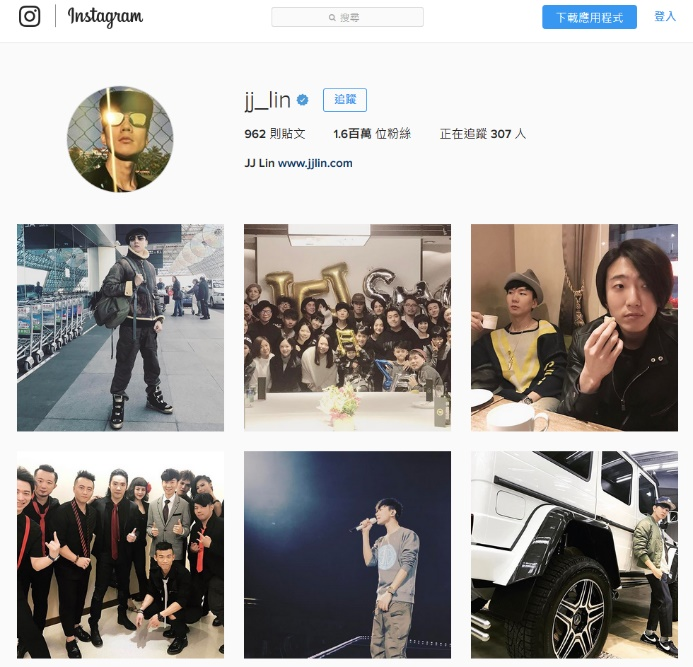 Instagram
搜尋
下載應用程式
登入
jj_lin
追蹤
962 則貼文
1.6百萬 位粉絲
正在追蹤 307 人
JJ Lin www.jjlin.com